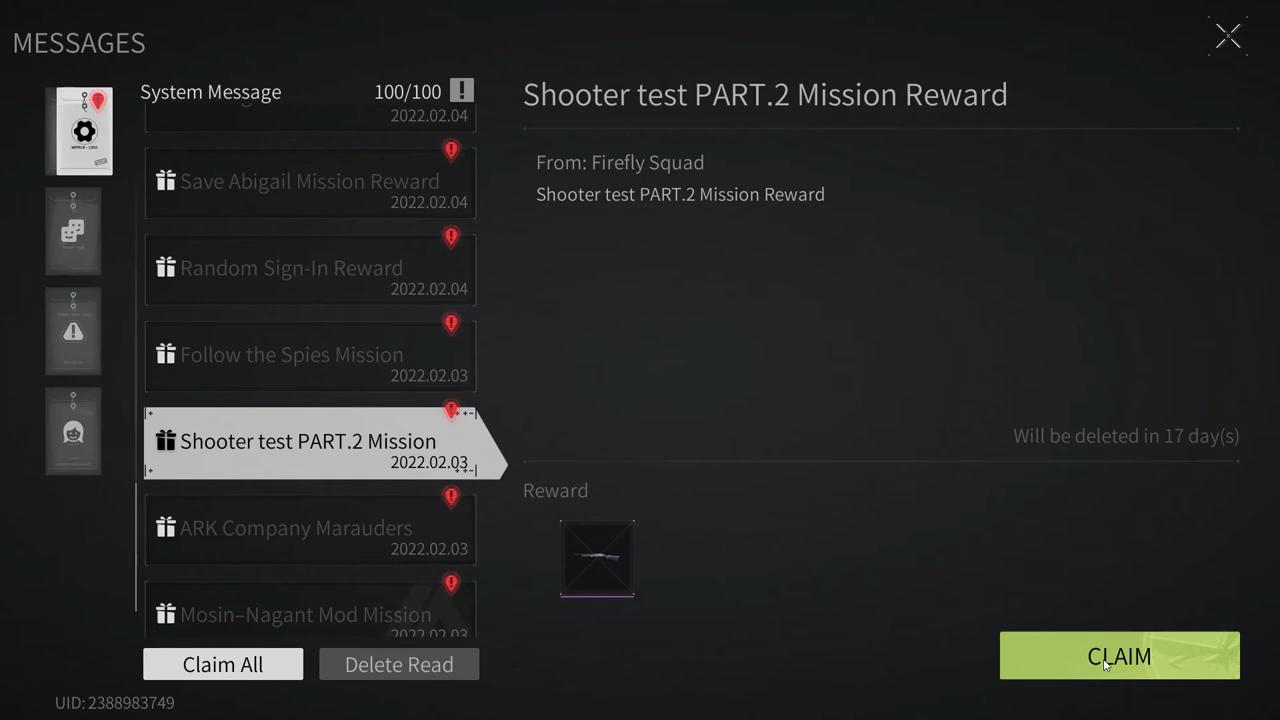 MESSAGES
System Message 100/100
2022.02.04
Save Abigail Mission Reward
2022.02.04
Random Sign-In Reward
2022.02.04
Follow the Spies Mission
2022.02.03
Shooter test PART.2 Mission
2022.02.03
ARK Company Marauders
2022.02.03
Mosin–Nagant Mod Mission
2022.02.03
Claim All
Delete Read
UID: 2388983749
Shooter test PART.2 Mission Reward
From: Firefly Squad
Shooter test PART.2 Mission Reward
Will be deleted in 17 day(s)
Reward
CLAIM